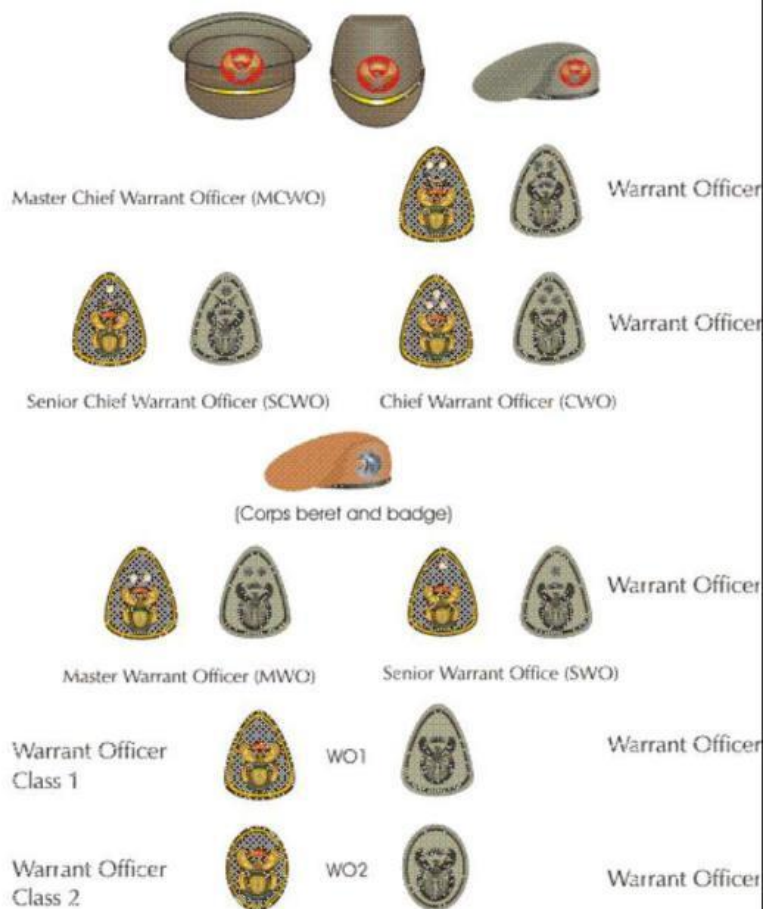 Master Chief Warrant Officer (MCWO)
Warrant Officer
Warrant Officer
Senior Chief Warrant Officer (SCWO)
Chief Warrant Officer (CWO)
(Corps beret and badge)
Warrant Officer
Master Warrant Officer (MWO)
Senior Warrant Office (SWO)
Warrant Officer
Class 1
WO1
Warrant Officer
Warrant Officer
Class 2
WO2
Warrant Officer